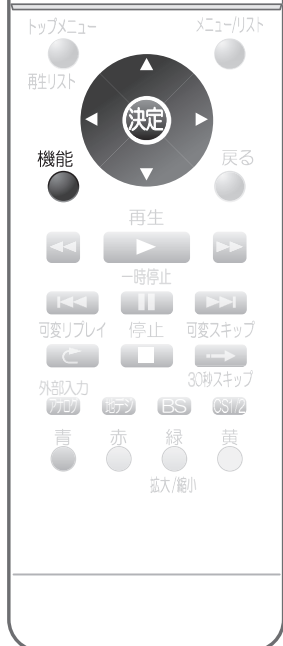 トップメニュー メニュー/リスト
再生リスト
決定
機能 戻る
再生
一時停止
可変リプレイ 停止 可変スキップ
30秒スキップ
外部入力
アナログ 地デジ BS CS1/2
青 赤 緑 黄
拡大/縮小